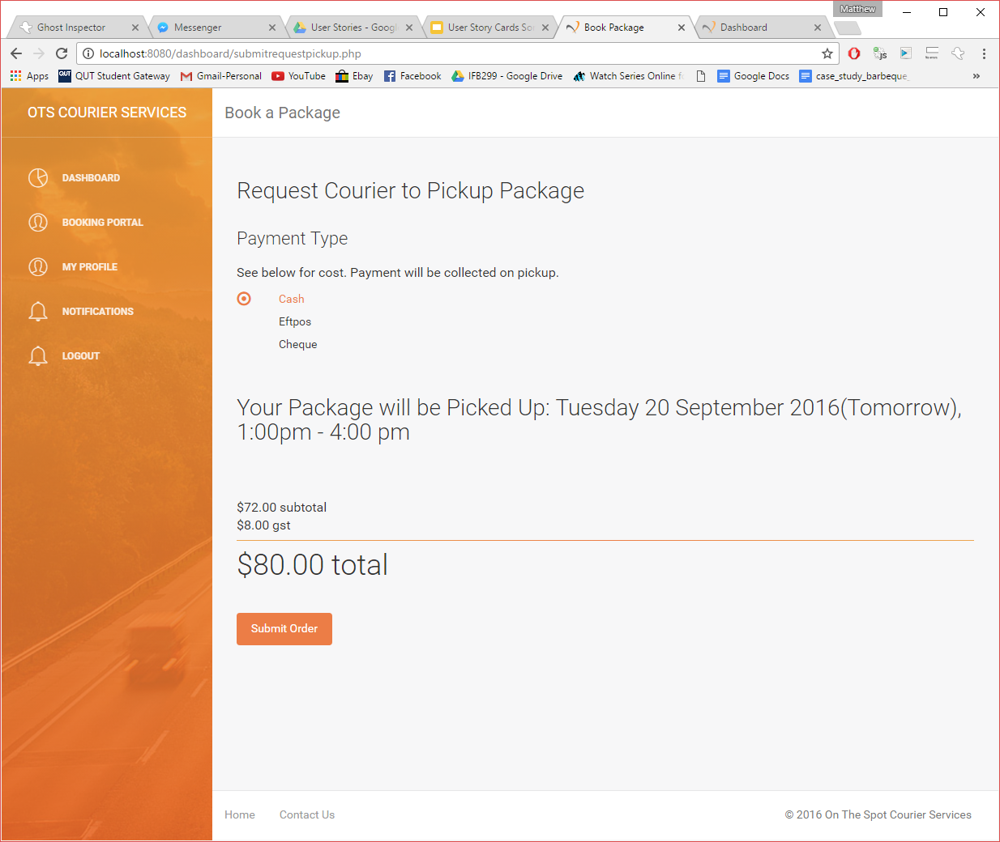 Matthew
Ghost Inspector
Messenger
User Stories - Goog
User Story Cards So
Book Package
Dashboard
localhost:8080/dashboard/submitrequestpickup.php
Apps
QUT
QUT Student Gateway
Gmail-Personal
YouTube
Ebay
Facebook
IFB299 - Google Drive
Watch Series Online f
Google Docs
case_study_barbeque_
OTS COURIER SERVICES
Book a Package
DASHBOARD
BOOKING PORTAL
MY PROFILE
NOTIFICATIONS
LOGOUT
Request Courier to Pickup Package
Payment Type
See below for cost. Payment will be collected on pickup.
Cash
Eftpos
Cheque
Your Package will be Picked Up: Tuesday 20 September 2016(Tomorrow),
1:00pm - 4:00 pm
$72.00 subtotal
$8.00 gst
$80.00 total
Submit Order
Home
Contact Us
© 2016 On The Spot Courier Services